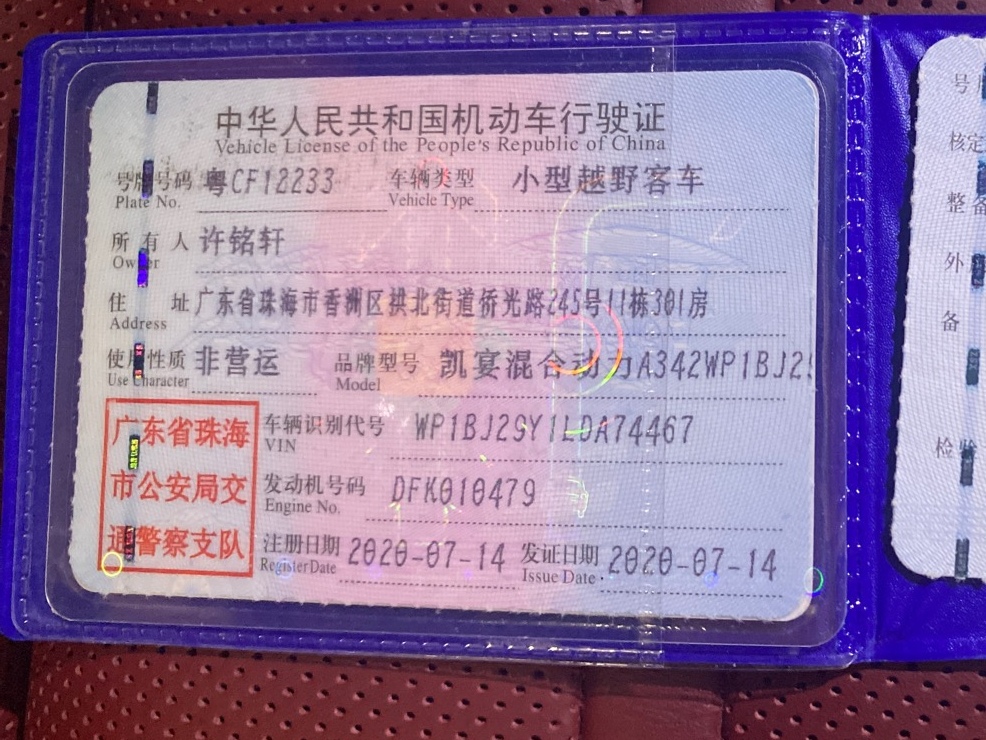 中华人民共和国机动车行驶证
Vehicle License of the People's Republic of China
号牌号码 粤CF12233 车辆类型 小型越野客车
Plate No. Vehicle Type
所有人 许铭轩
Owner
住址 广东省珠海市香洲区拱北街道侨光路245号11栋301房
Address
使用性质 非营运 品牌型号 凯宴混合动力A342WP1BJ2
Use Character Model
广东省珠海
市公安局交
通警察支队
车辆识别代号 WP1BJ29Y1LDA74467
VIN
发动机号码 DFK010479
Engine No.
注册日期 2020-07-14 发证日期 2020-07-14
Register Date Issue Date
号
核定
整备
外
备
检验